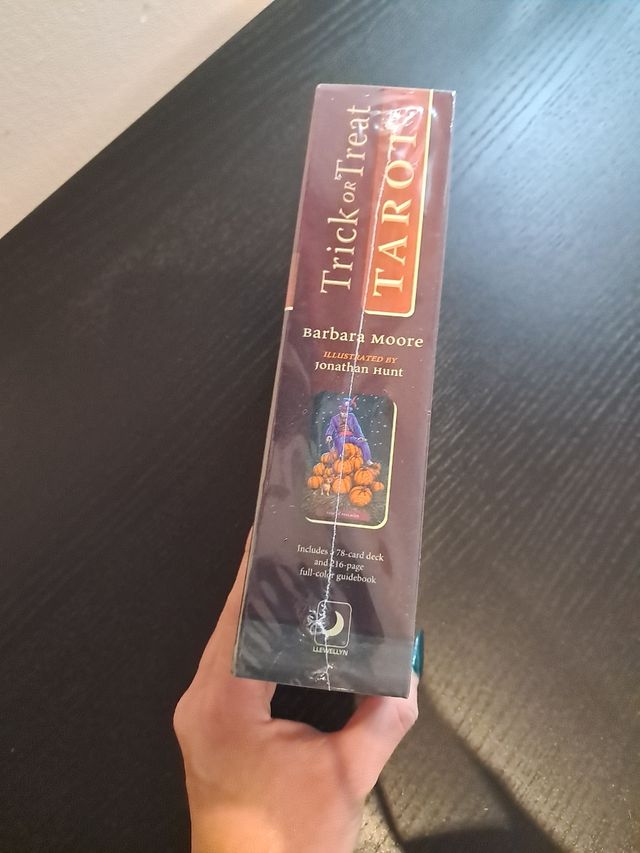 Trick OR Treat
TAROT
Barbara Moore
ILLUSTRATED BY
Jonathan Hunt
Includes a 78-card deck
and 216-page
full-color guidebook
LLEWELLYN